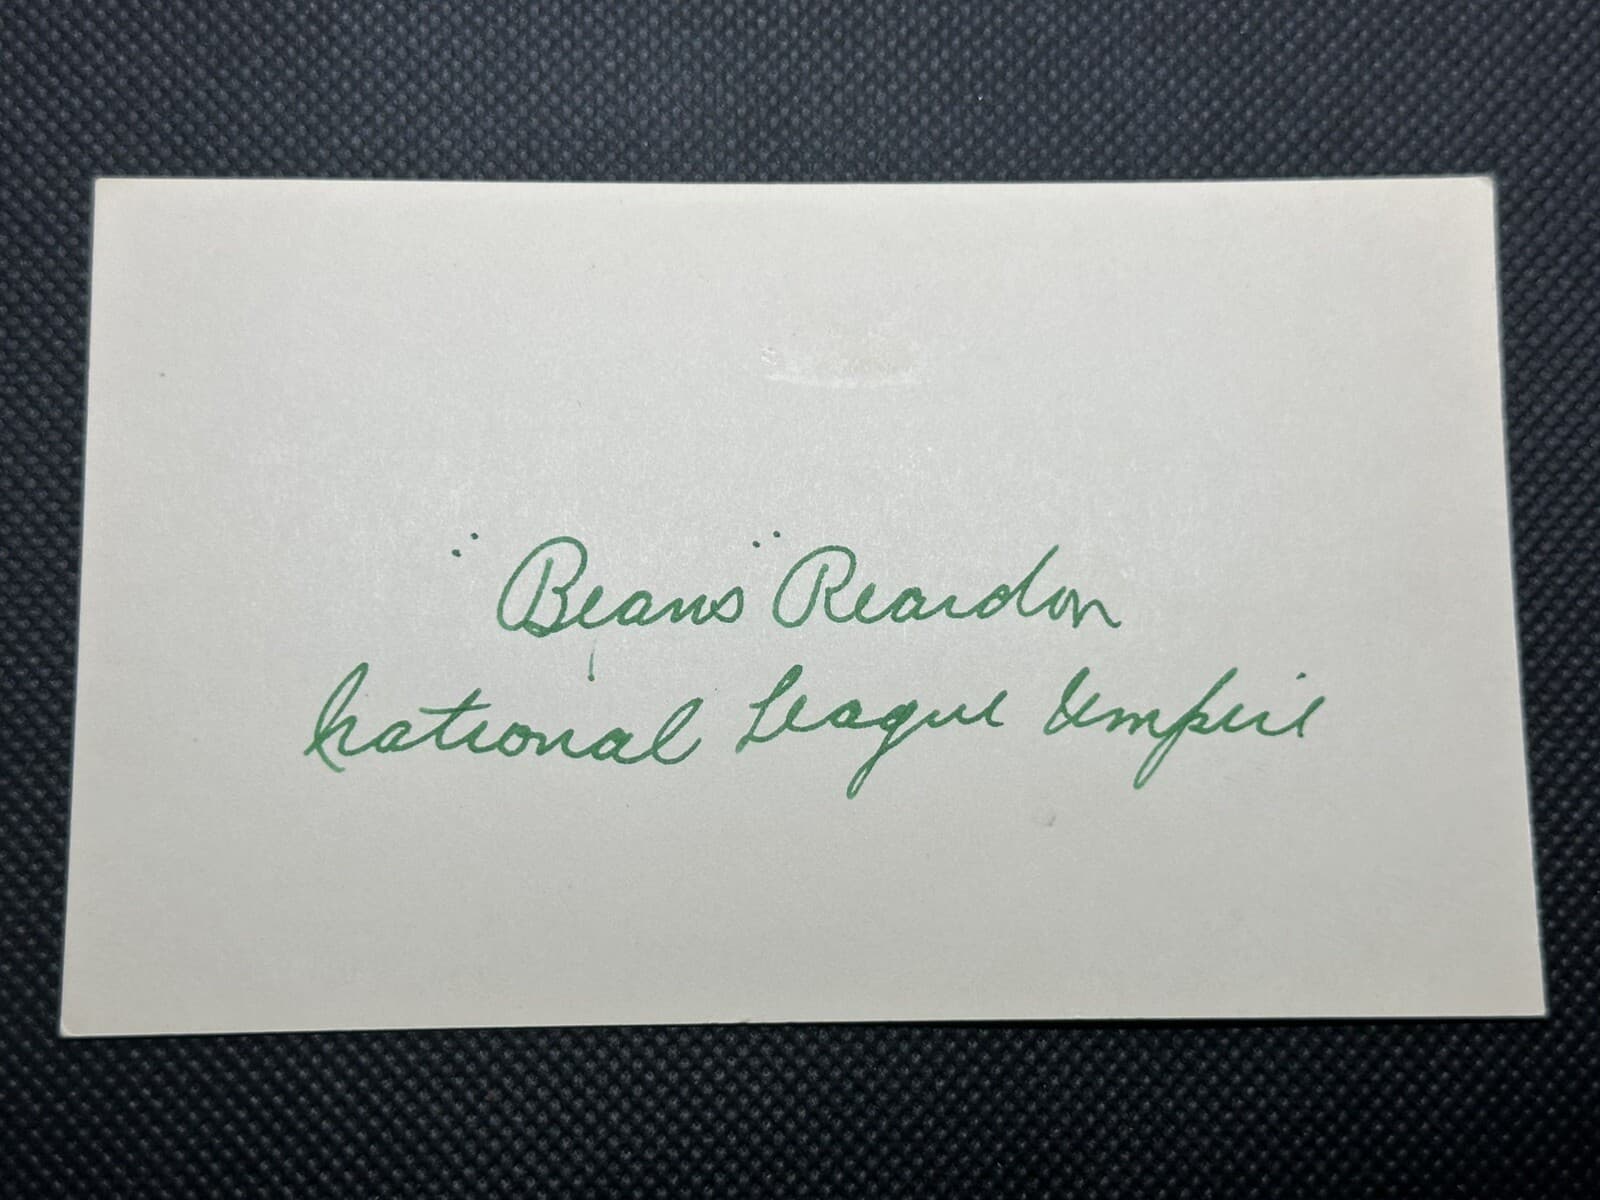 "Beans" Reardon
National League Umpire